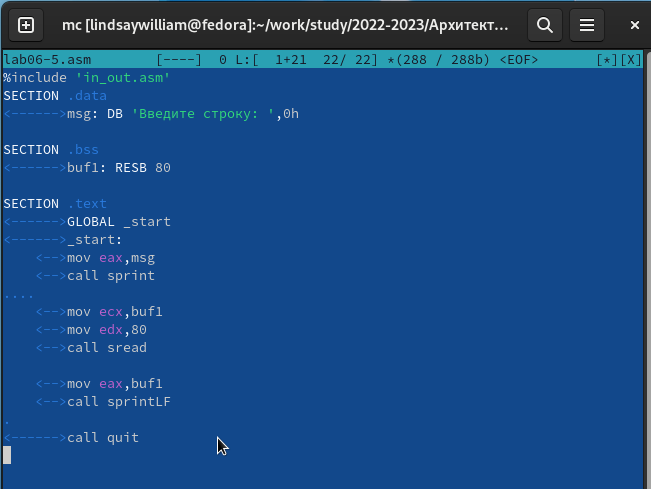 mc [lindsaywilliam@fedora]:~/work/study/2022-2023/Архитект...
lab06-5.asm [----] 0 L:[ 1+21 22/ 22] *(288 / 288b) <EOF> [*][X]
%include 'in_out.asm'
SECTION .data
<------>msg: DB 'Введите строку: ',0h
SECTION .bss
<------>buf1: RESB 80
SECTION .text
<------>GLOBAL _start
<------>_start:
<-->mov eax,msg
<-->call sprint
....
<-->mov ecx,buf1
<-->mov edx,80
<-->call sread
<-->mov eax,buf1
<-->call sprintLF
.
<------>call quit